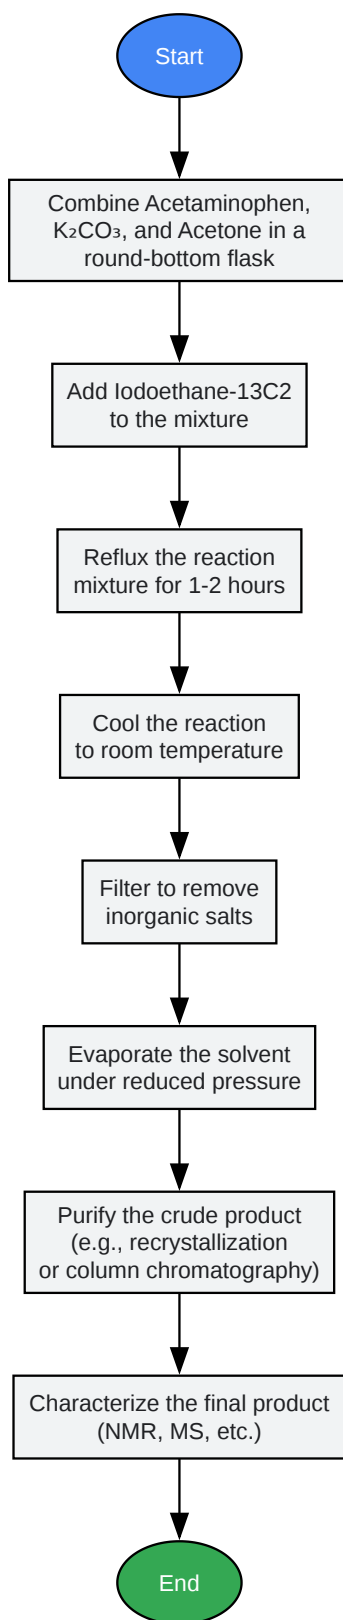 Start
Combine Acetaminophen,
K₂CO₃, and Acetone in a
round-bottom flask
Add Iodoethane-13C2
to the mixture
Reflux the reaction
mixture for 1-2 hours
Cool the reaction
to room temperature
Filter to remove
inorganic salts
Evaporate the solvent
under reduced pressure
Purify the crude product
(e.g., recrystallization
or column chromatography)
Characterize the final product
(NMR, MS, etc.)
End